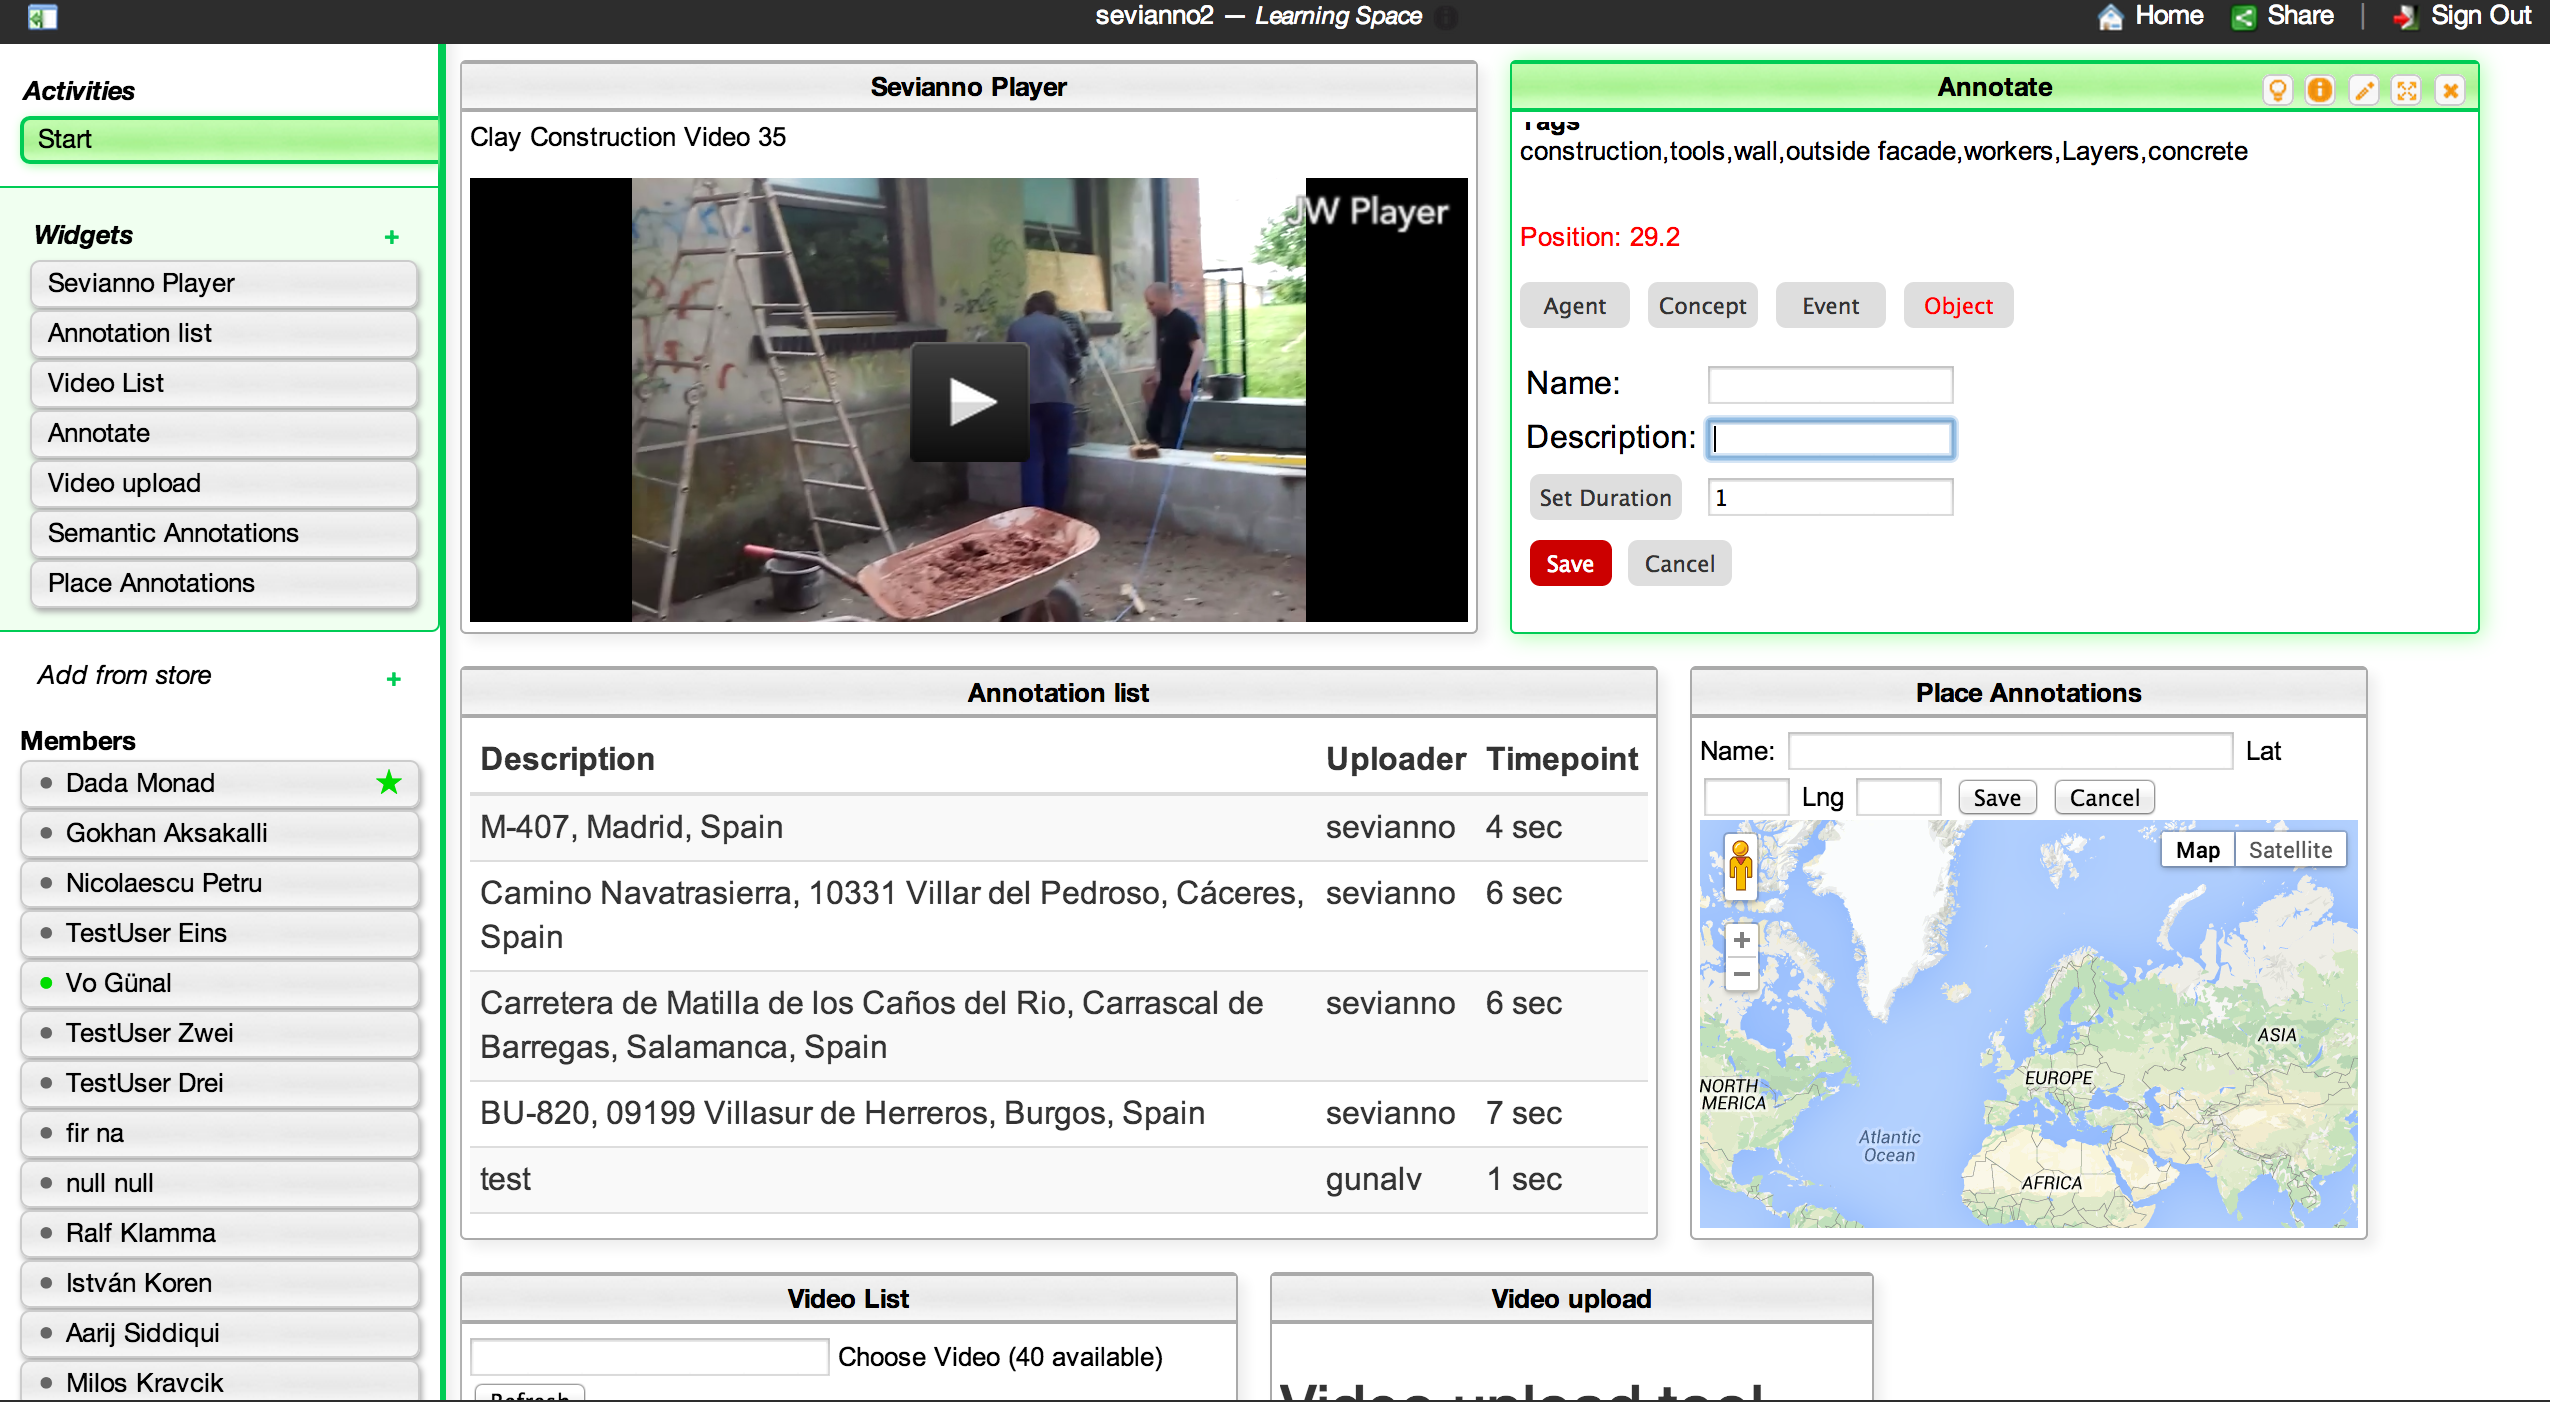 sevianno2 — Learning Space
Home
Share
Sign Out
Activities
Start
Widgets
+
Sevianno Player
Annotation list
Video List
Annotate
Video upload
Semantic Annotations
Place Annotations
Add from store
+
Members
Dada Monad
Gokhan Aksakalli
Nicolaescu Petru
TestUser Eins
Vo Günal
TestUser Zwei
TestUser Drei
fir na
null null
Ralf Klamma
István Koren
Aarij Siddiqui
Milos Kravcik
Sevianno Player
Clay Construction Video 35
JW Player
Annotate
Tags
construction,tools,wall,outside facade,workers,Layers,concrete
Position: 29.2
Agent Concept Event Object
Name:
Description:
Set Duration 1
Save Cancel
Annotation list
Description Uploader Timepoint
M-407, Madrid, Spain sevianno 4 sec
Camino Navatrasierra, 10331 Villar del Pedroso, Cáceres, sevianno 6 sec
Spain
Carretera de Matilla de los Caños del Rio, Carrascal de sevianno 6 sec
Barregas, Salamanca, Spain
BU-820, 09199 Villasur de Herreros, Burgos, Spain sevianno 7 sec
test gunalv 1 sec
Place Annotations
Name: Lat
Lng Save Cancel
Map Satellite
+
−
ASIA
EUROPE
NORTH
MERICA
Atlantic
Ocean
AFRICA
Video List
Choose Video (40 available)
Refresh
Video upload
Video upload tool